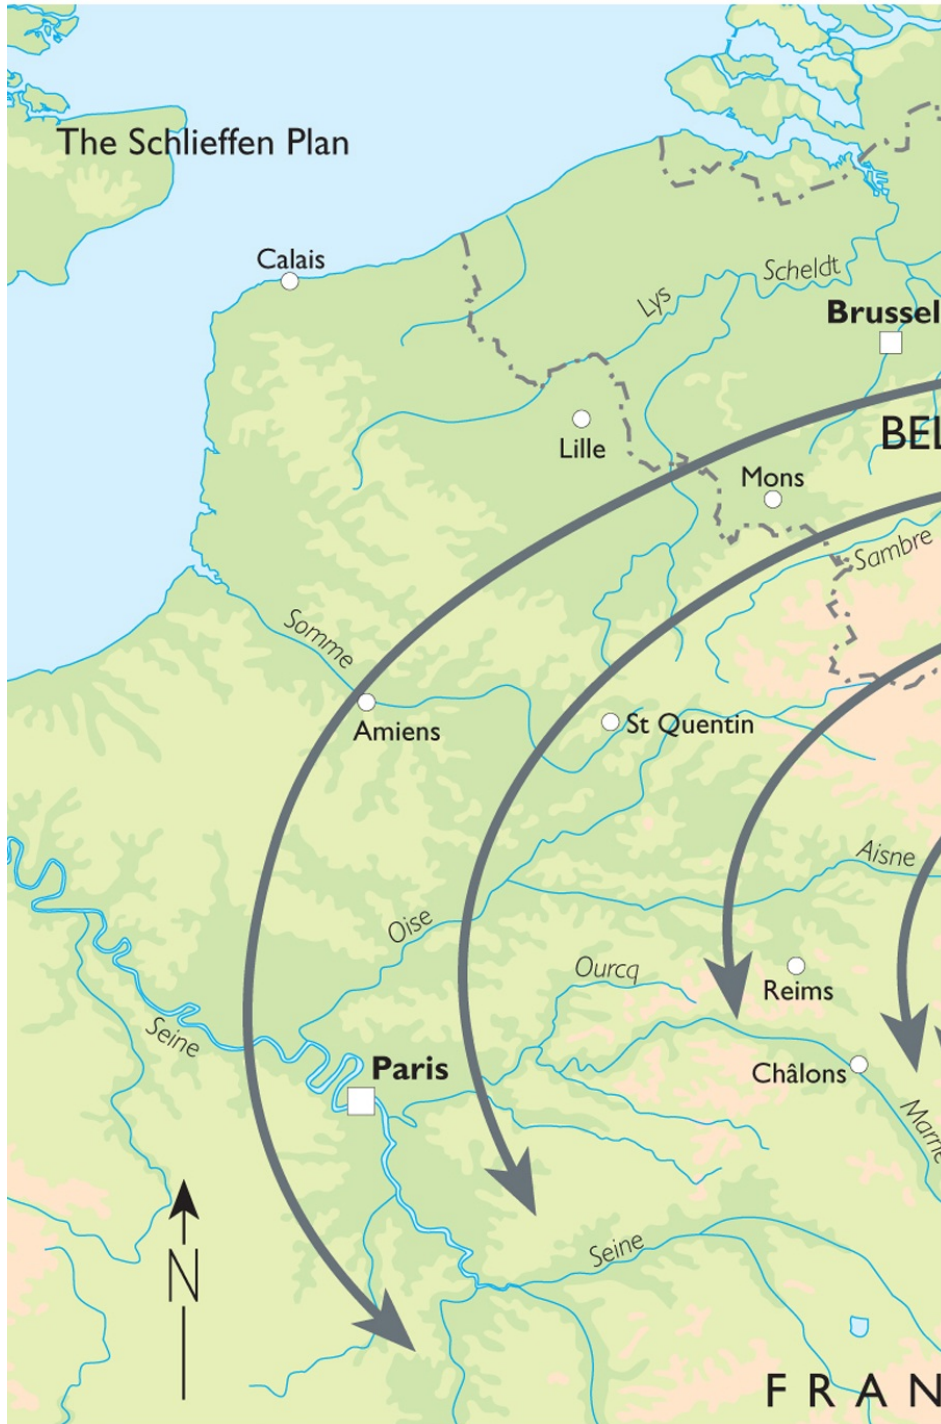 The Schlieffen Plan
Calais
Scheldt
Lys
Brussel
BEL
Lille
Mons
Sambre
Somme
Amiens
St Quentin
Aisne
Oise
Ourcq
Reims
Seine
Paris
Châlons
Marne
N
Seine
FRAN